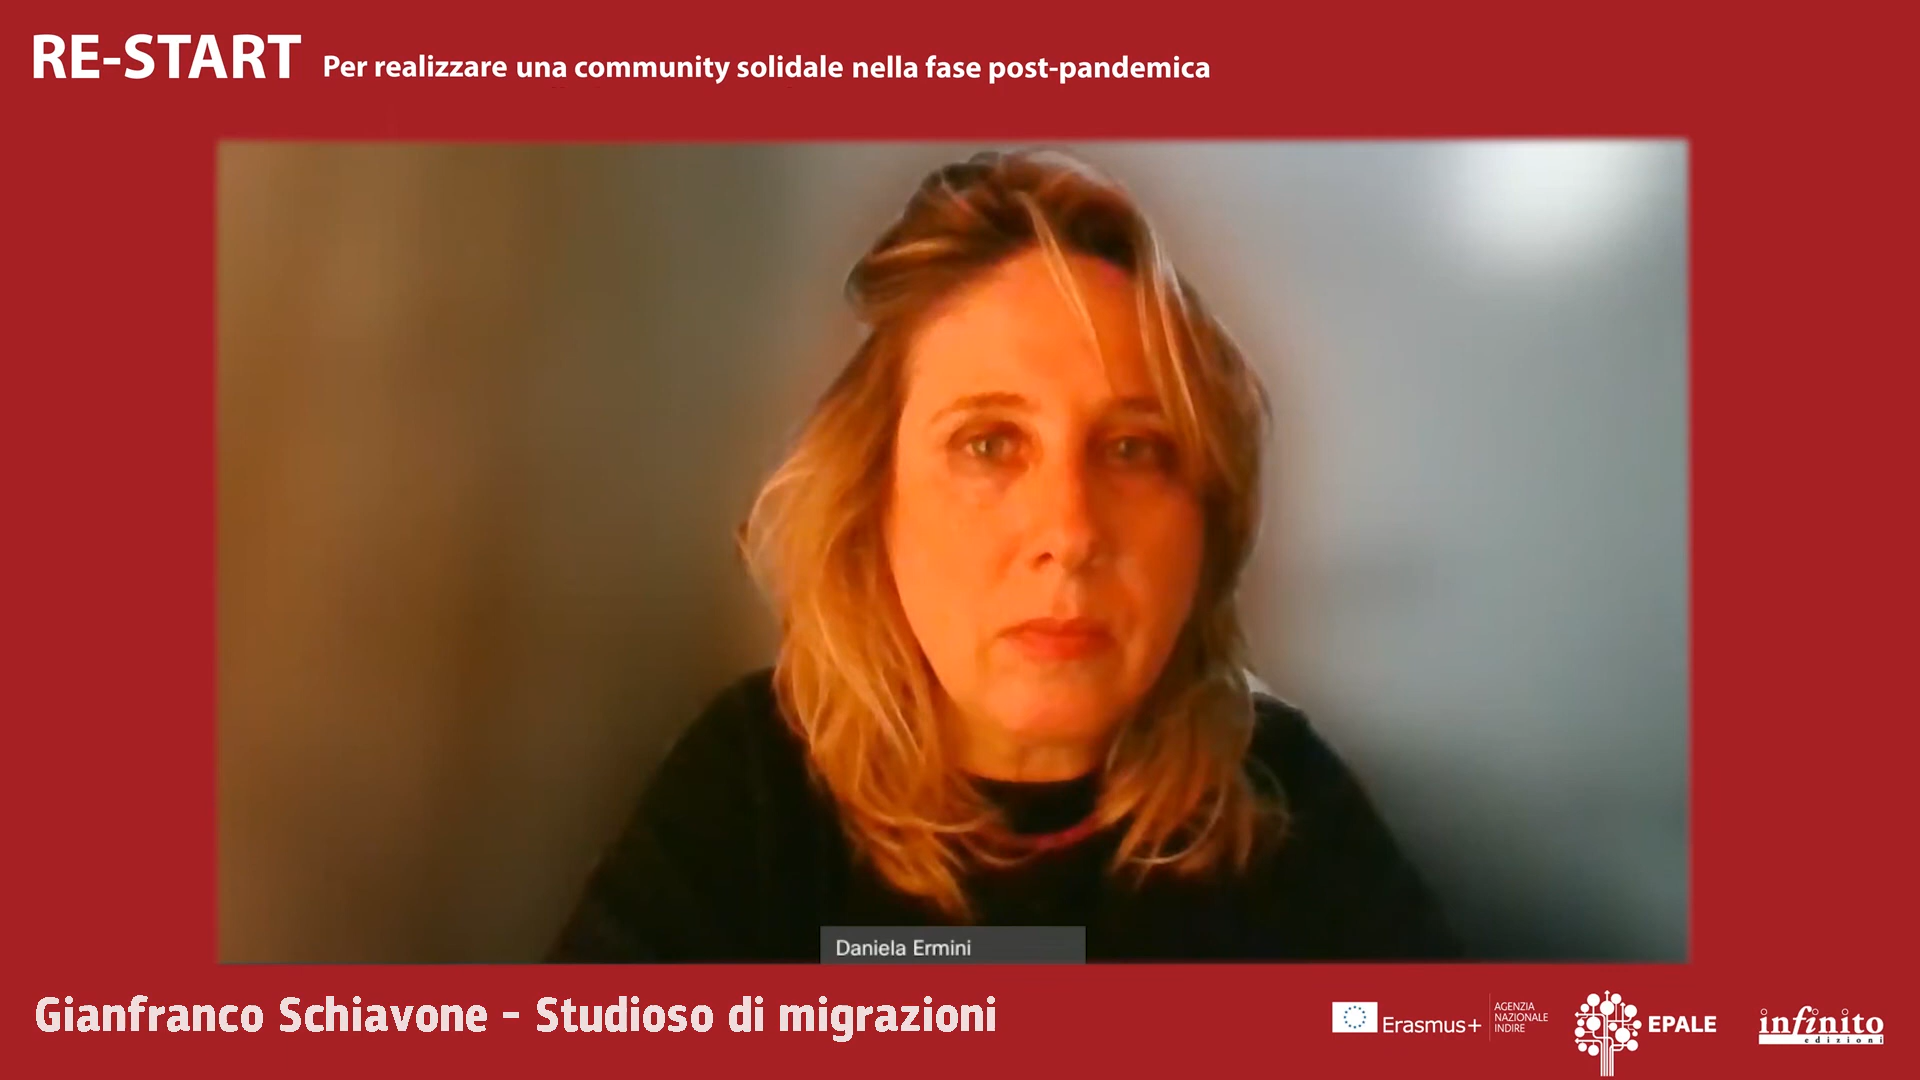 RE-START Per realizzare una community solidale nella fase post-pandemica
Daniela Ermini
Gianfranco Schiavone - Studioso di migrazioni
Erasmus+
AGENZIA
NAZIONALE
INDIRE
EPALE
infinito
edizioni